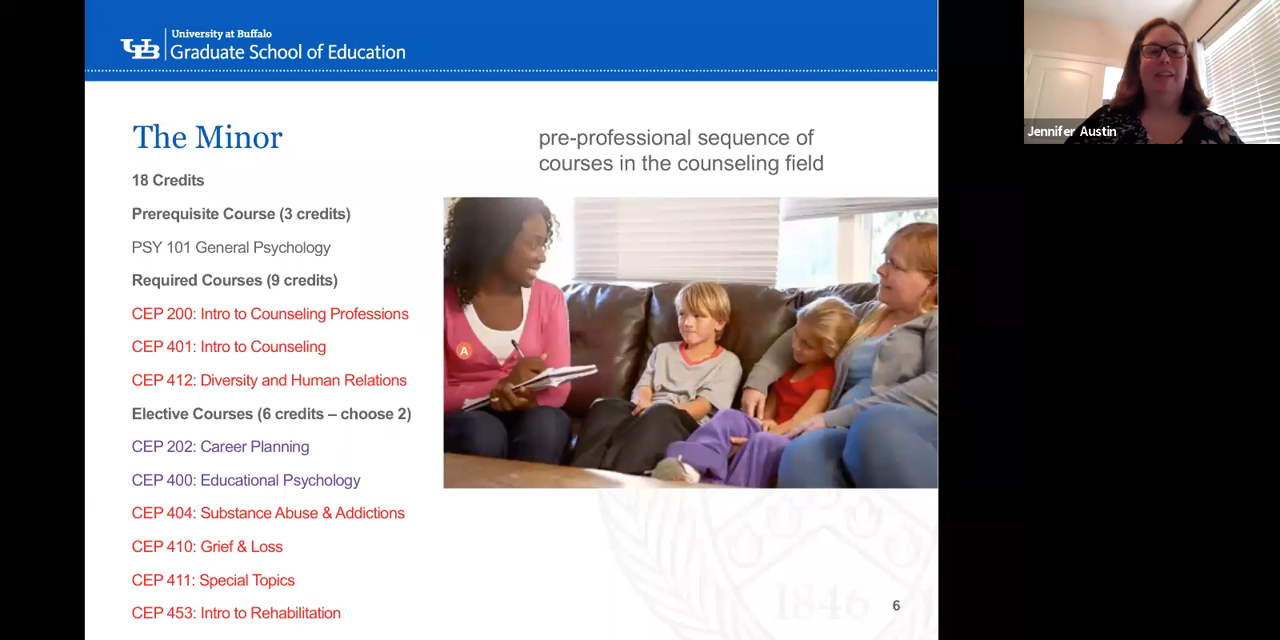 University at Buffalo
UB Graduate School of Education
The Minor
18 Credits
Prerequisite Course (3 credits)
PSY 101 General Psychology
Required Courses (9 credits)
CEP 200: Intro to Counseling Professions
CEP 401: Intro to Counseling
CEP 412: Diversity and Human Relations
Elective Courses (6 credits – choose 2)
CEP 202: Career Planning
CEP 400: Educational Psychology
CEP 404: Substance Abuse & Addictions
CEP 410: Grief & Loss
CEP 411: Special Topics
CEP 453: Intro to Rehabilitation
pre-professional sequence of
courses in the counseling field
A
1846
6
Jennifer Austin